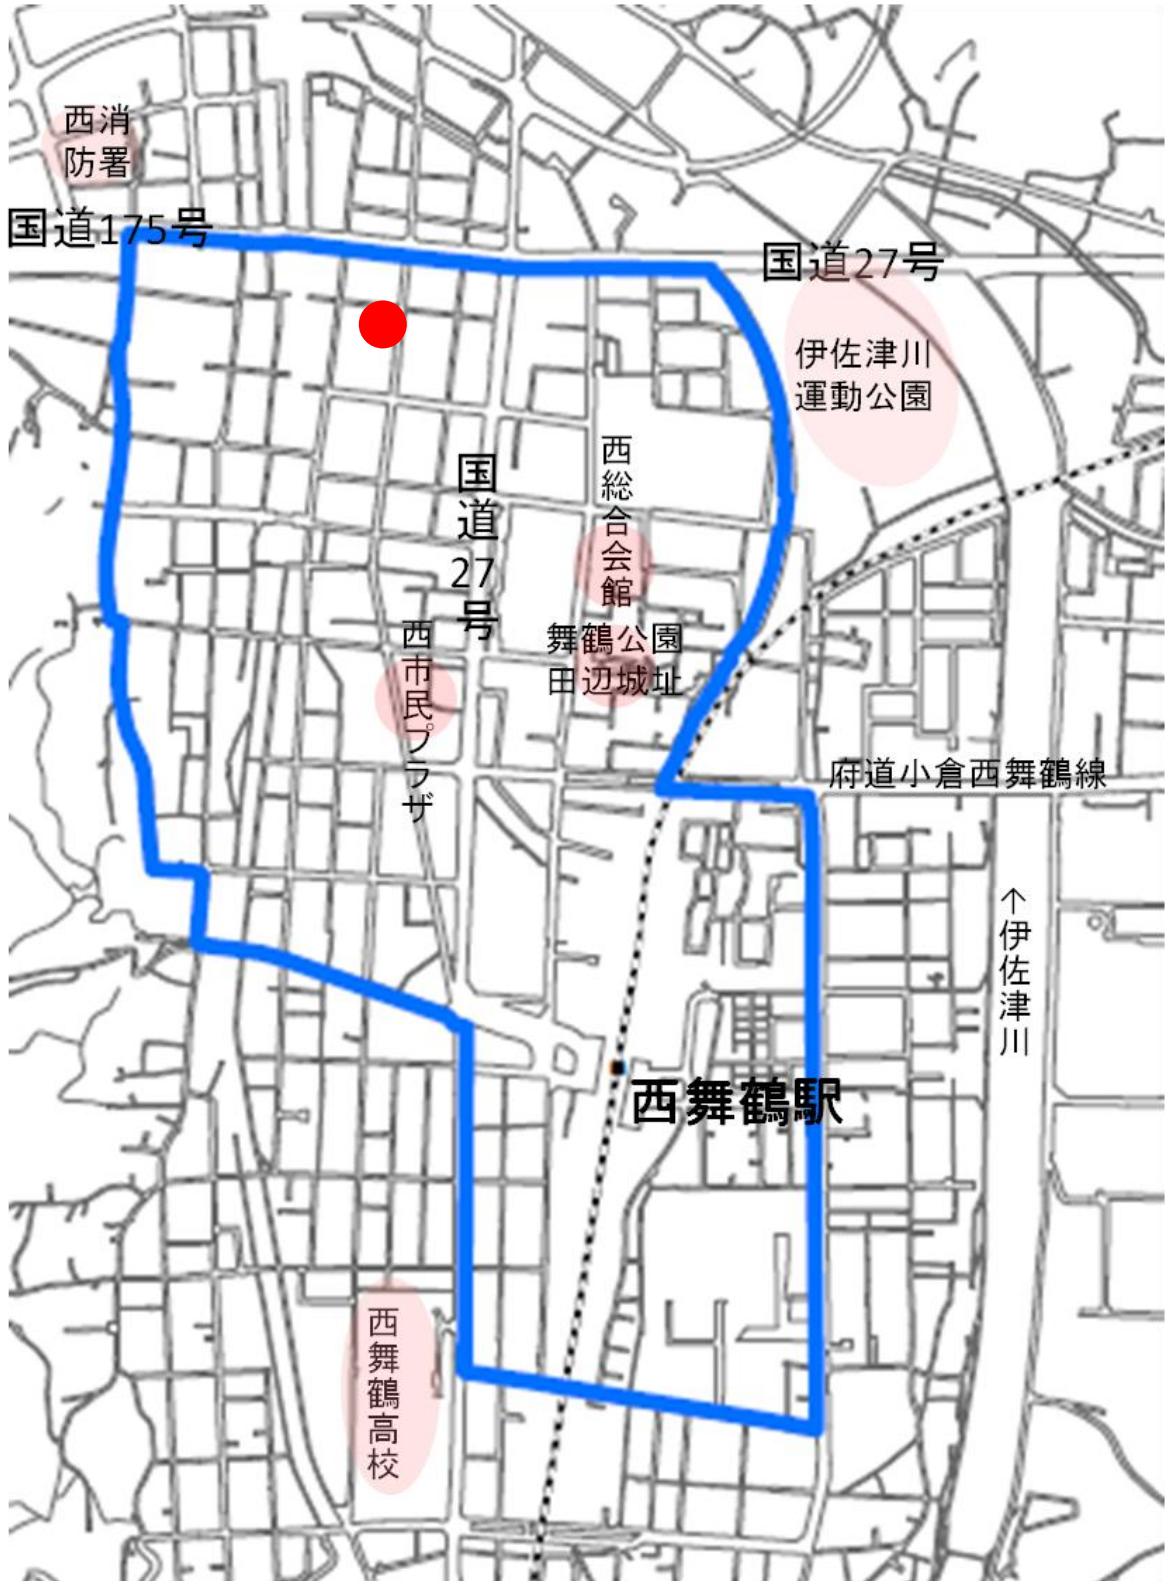 西消
防署
国道175号
国道27号
伊佐津川
運動公園
西総合会館
国道27号
舞鶴公園
田辺城址
西市民プラザ
府道小倉西舞鶴線
↑伊佐津川
西舞鶴駅
西舞鶴高校